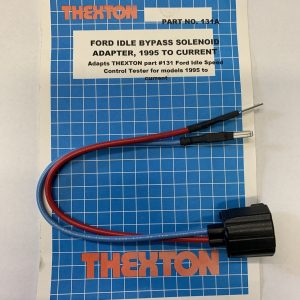 THEXTON
PART NO. 131A
FORD IDLE BYPASS SOLENOID
ADAPTER, 1995 TO CURRENT
Adapts THEXTON part #131 Ford Idle Speed
Control Tester for models 1995 to
current
THEXTON